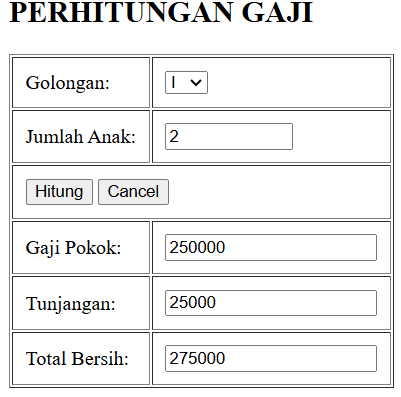 PERHITUNGAN GAJI
Golongan: I
Jumlah Anak: 2
Hitung Cancel
Gaji Pokok: 250000
Tunjangan: 25000
Total Bersih: 275000